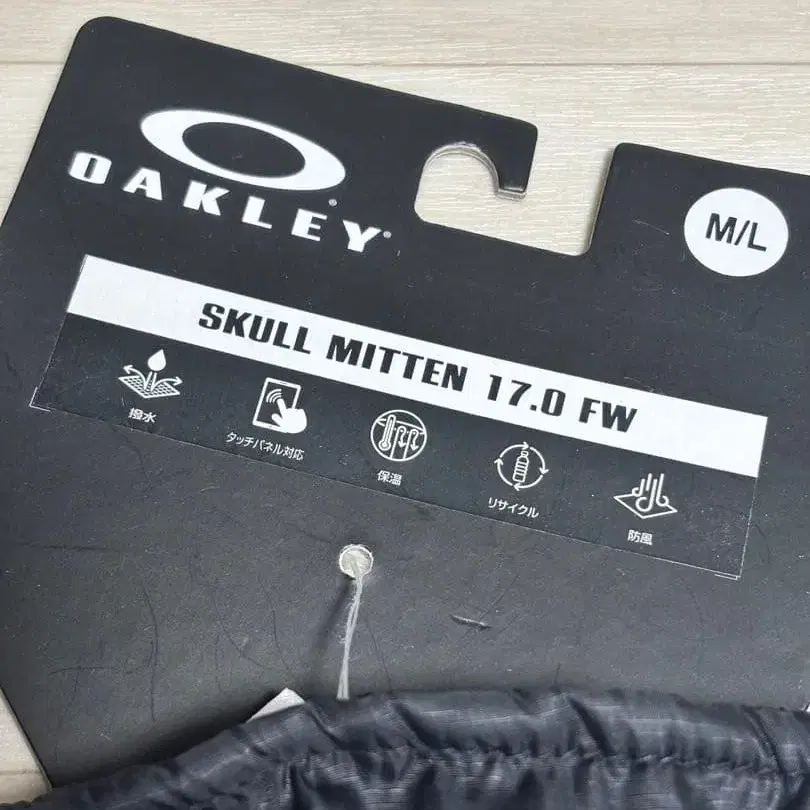 OAKLEY
M/L
SKULL MITTEN 17.0 FW
撥水
タッチパネル対応
保温
リサイクル
防風